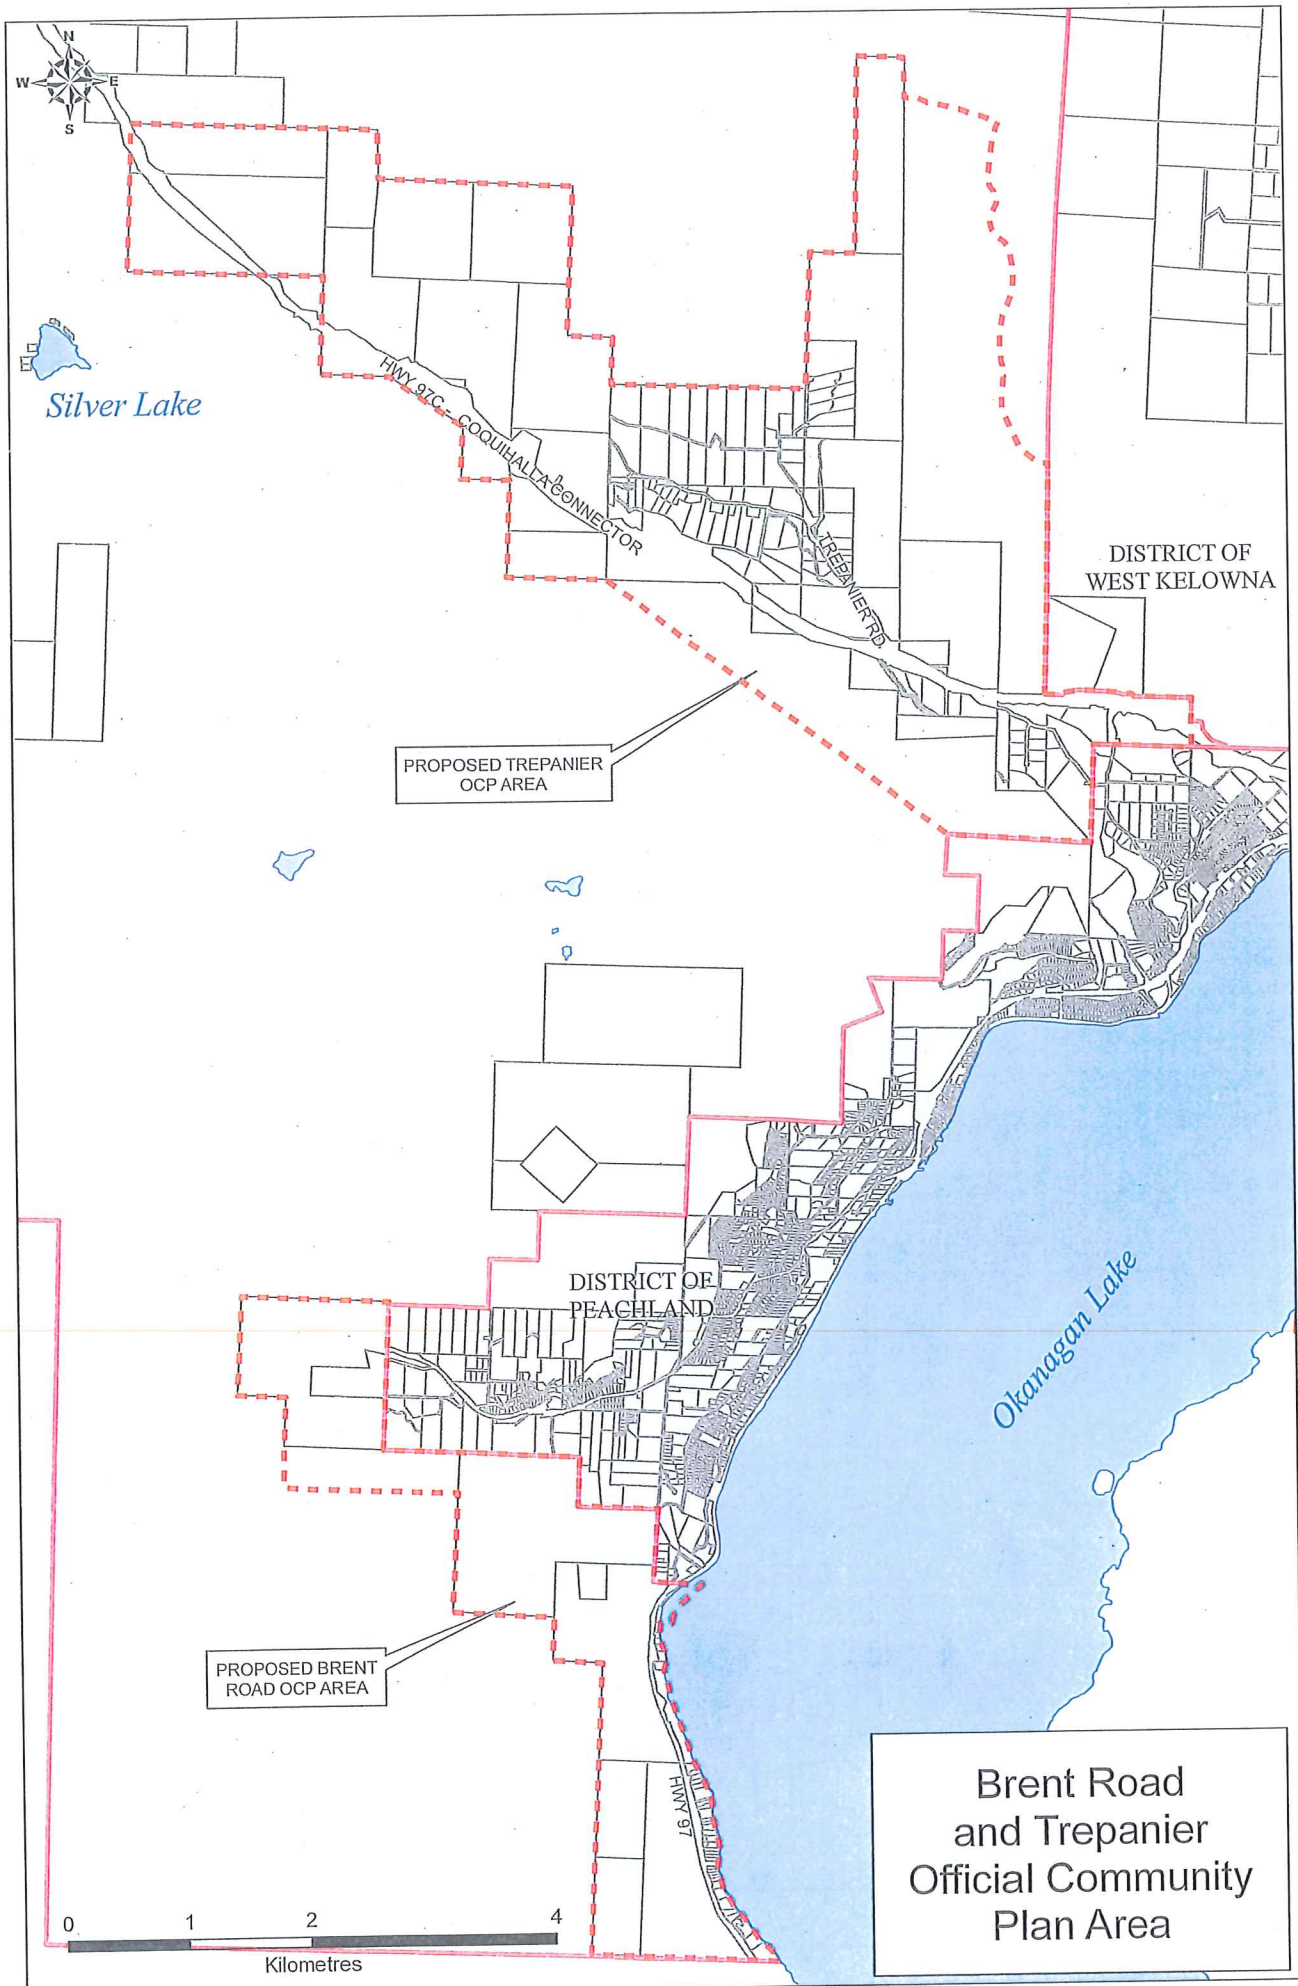 N
W
E
S
Silver Lake
HWY 97C - COQUIHALLA CONNECTOR
TREPANIER RD.
DISTRICT OF
WEST KELOWNA
PROPOSED TREPANIER
OCP AREA
DISTRICT OF
PEACHLAND
Okanagan Lake
PROPOSED BRENT
ROAD OCP AREA
HWY 97
0 1 2 4
Kilometres
Brent Road
and Trepanier
Official Community
Plan Area